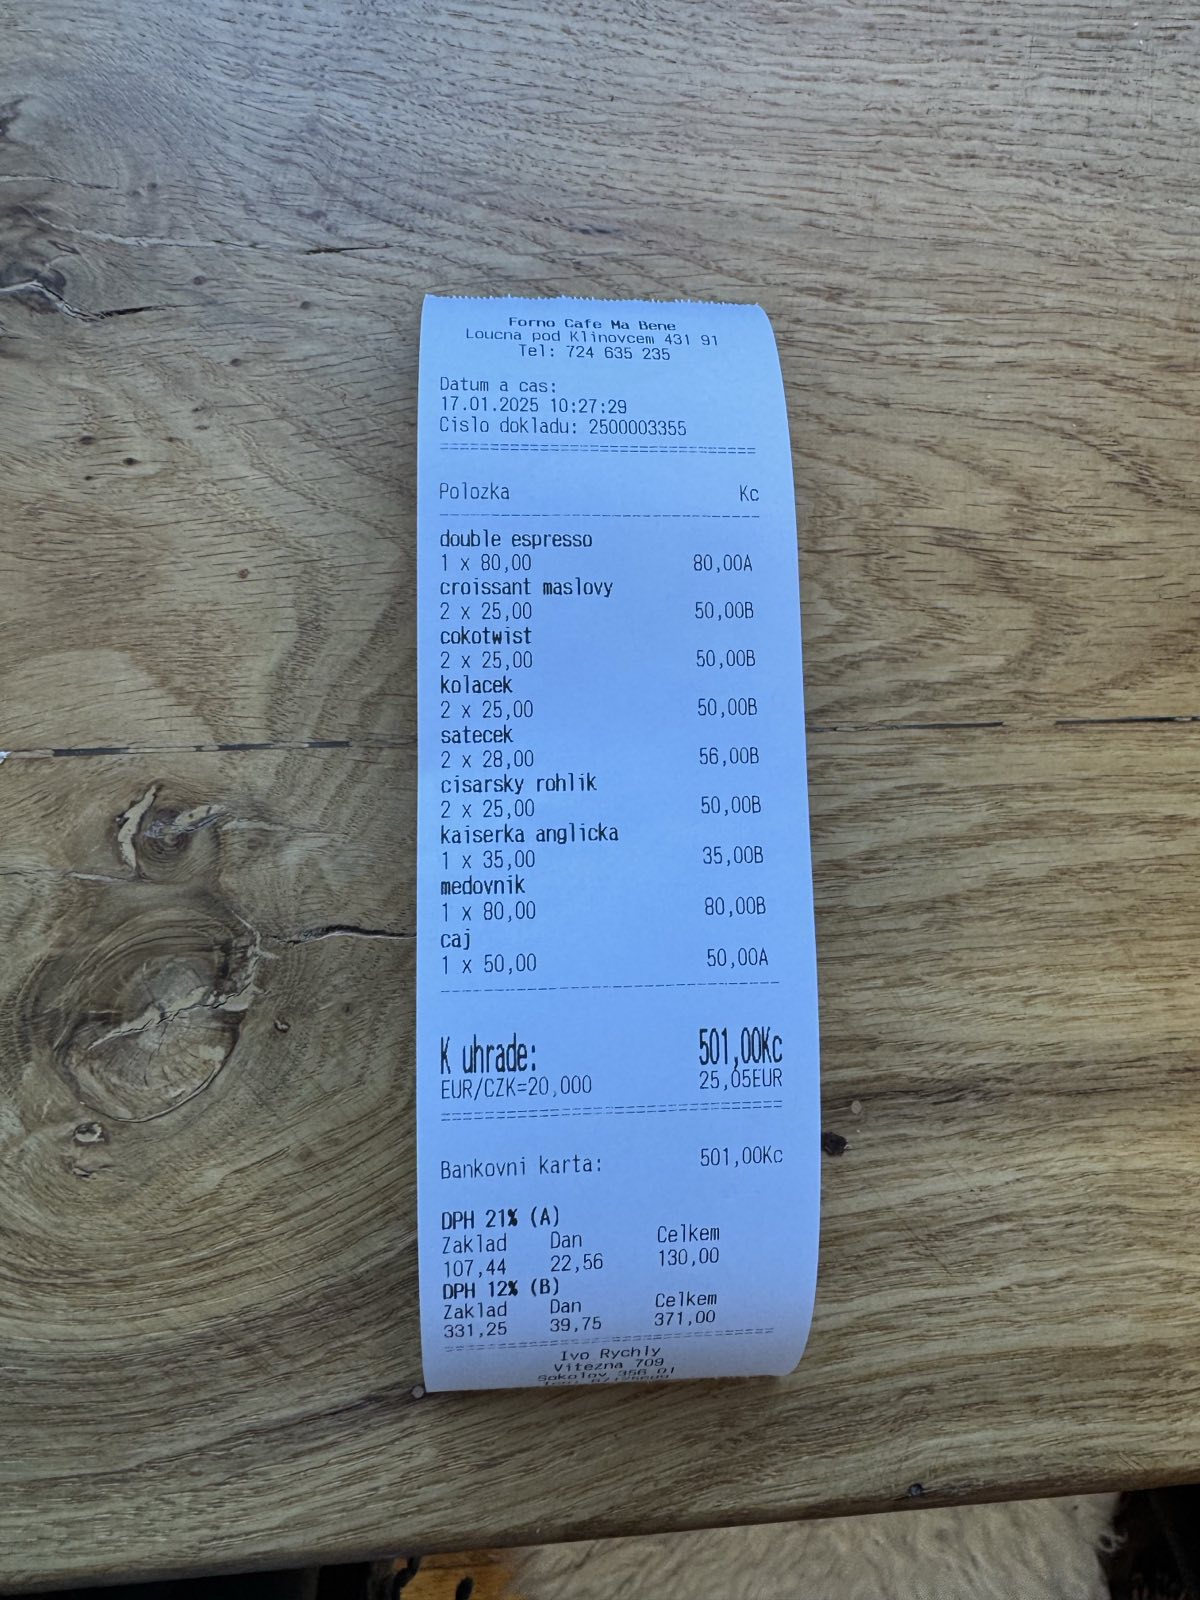 Forno Cafe Ma Bene
Loucna pod Klinovcem 431 91
Tel: 724 635 235
Datum a cas:
17.01.2025 10:27:29
Cislo dokladu: 2500003355
Polozka Kc
double espresso
1 x 80,00 80,00A
croissant maslovy
2 x 25,00 50,00B
cokotwist
2 x 25,00 50,00B
kolacek
2 x 25,00 50,00B
satecek
2 x 28,00 56,00B
cisarsky rohlik
2 x 25,00 50,00B
kaiserka anglicka
1 x 35,00 35,00B
medovnik
1 x 80,00 80,00B
caj
1 x 50,00 50,00A
K uhrade: 501,00Kc
EUR/CZK=20,000 25,05EUR
Bankovni karta: 501,00Kc
DPH 21% (A)
Zaklad Dan Celkem
107,44 22,56 130,00
DPH 12% (B)
Zaklad Dan Celkem
331,25 39,75 371,00
Ivo Rychly
Vitezna 709
Sokolov 356 01